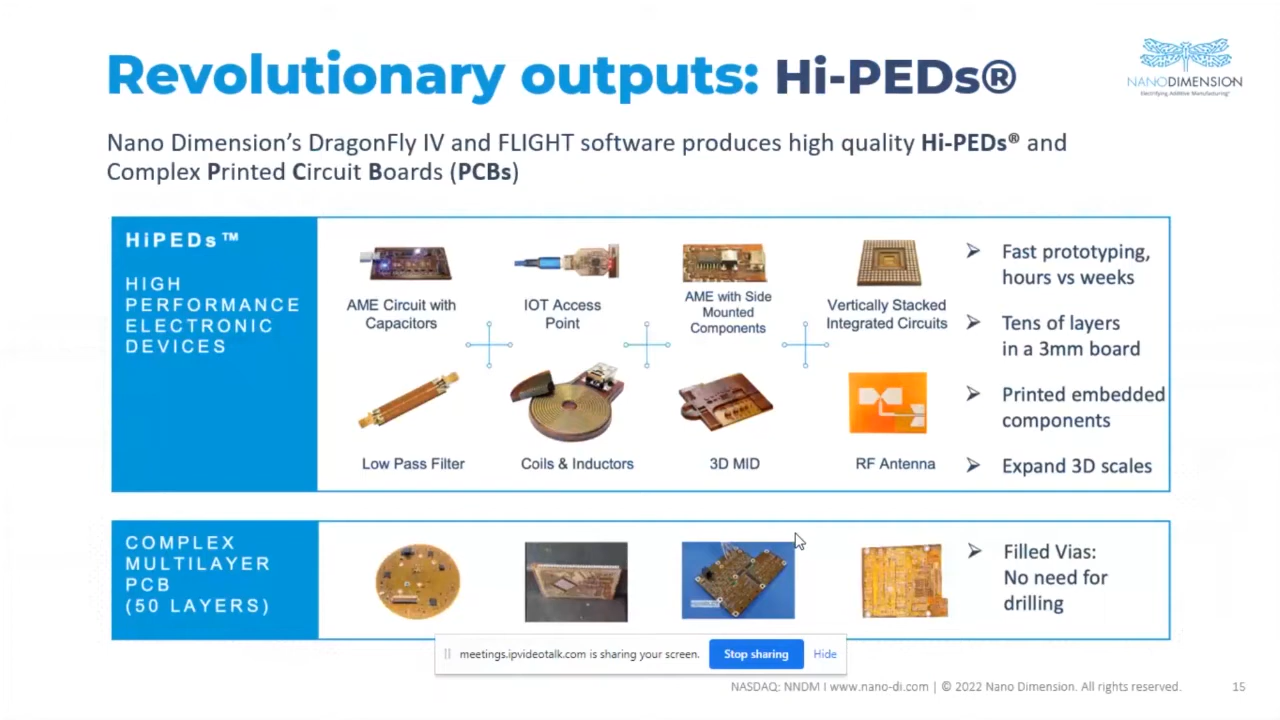 Revolutionary outputs: Hi-PEDs®
NANODIMENSION
Electrifying Additive Manufacturing®
Nano Dimension's DragonFly IV and FLIGHT software produces high quality Hi-PEDs® and
Complex Printed Circuit Boards (PCBs)
HiPEDs™
HIGH
PERFORMANCE
ELECTRONIC
DEVICES
AME Circuit with
Capacitors
IOT Access
Point
AME with Side
Mounted
Components
Vertically Stacked
Integrated Circuits
Low Pass Filter
Coils & Inductors
3D MID
RF Antenna
➢ Fast prototyping,
hours vs weeks
➢ Tens of layers
in a 3mm board
➢ Printed embedded
components
➢ Expand 3D scales
COMPLEX
MULTILAYER
PCB
(50 LAYERS)
➢ Filled Vias:
No need for
drilling
meetings.ipvideotalk.com is sharing your screen.
Stop sharing
Hide
NASDAQ: NNDM I www.nano-di.com | © 2022 Nano Dimension. All rights reserved.
15